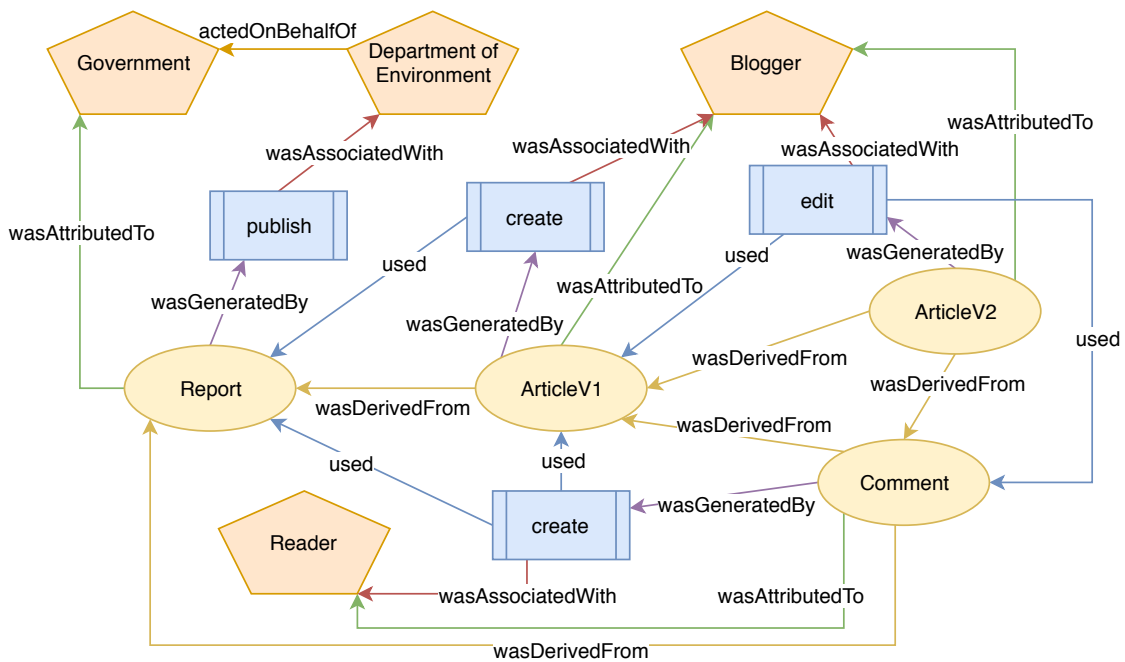 actedOnBehalfOf
Government
Department of
Environment
Blogger
wasAttributedTo
wasAssociatedWith
wasAssociatedWith
wasAssociatedWith
publish
create
edit
wasAttributedTo
used
used
wasGeneratedBy
wasGeneratedBy
wasAttributedTo
wasGeneratedBy
ArticleV2
used
wasDerivedFrom
Report
ArticleV1
wasDerivedFrom
wasDerivedFrom
wasDerivedFrom
used
used
Comment
wasGeneratedBy
create
Reader
wasAssociatedWith
wasAttributedTo
wasDerivedFrom